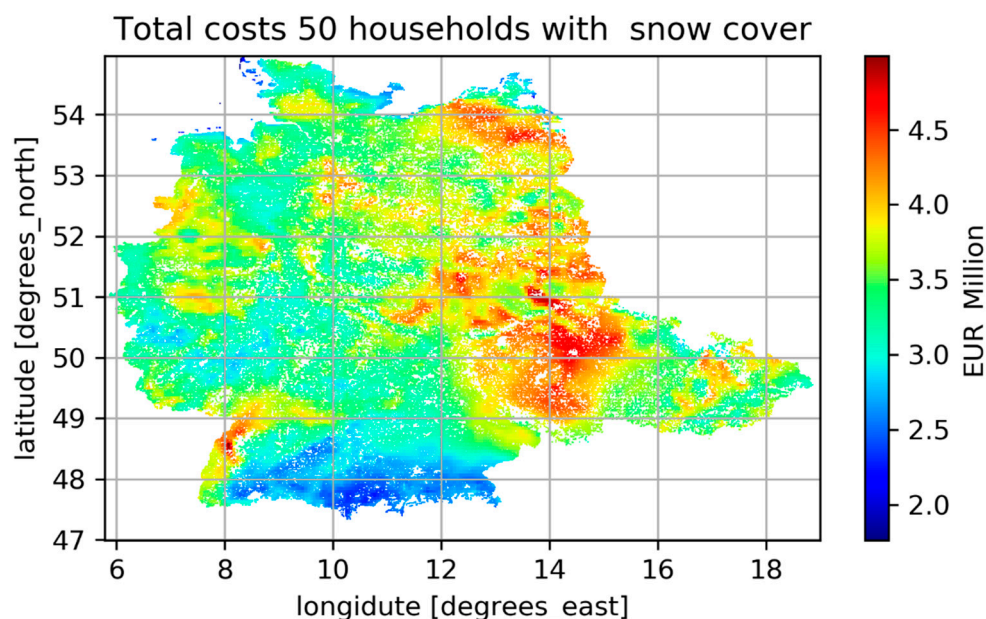 Total costs 50 households with  snow cover
54
53
52
51
50
49
48
47
6 8 10 12 14 16 18
latitude [degrees_north]
longidute [degrees_east]
4.5
4.0
3.5
3.0
2.5
2.0
EUR  Million